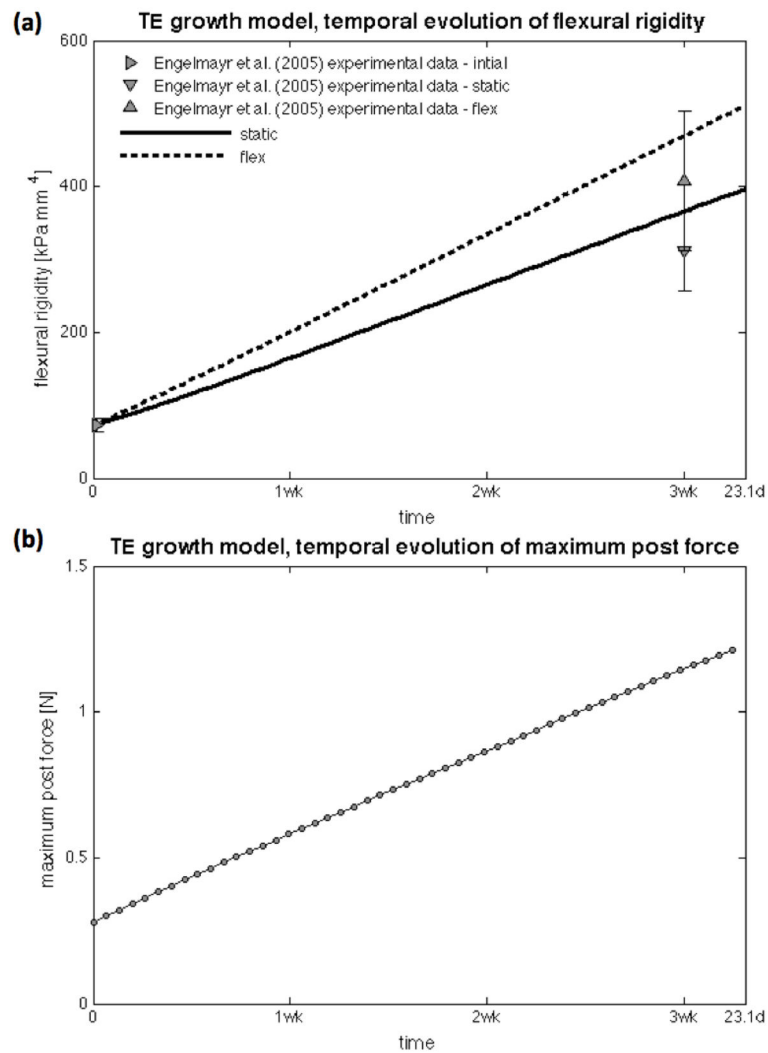 (a)
TE growth model, temporal evolution of flexural rigidity
600
Engelmayr et al. (2005) experimental data - intial
Engelmayr et al. (2005) experimental data - static
Engelmayr et al. (2005) experimental data - flex
static
flex
400
200
0
flexural rigidity [kPa mm 4]
0 1wk 2wk 3wk 23.1d
time
(b)
TE growth model, temporal evolution of maximum post force
1.5
1
0.5
0
maximum post force [N]
0 1wk 2wk 3wk 23.1d
time